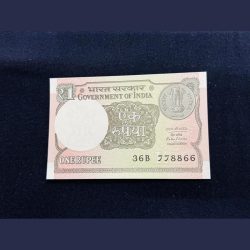 ₹1 भारत सरकार
GOVERNMENT OF INDIA
एक
रुपया
ONE RUPEE 36B 778866